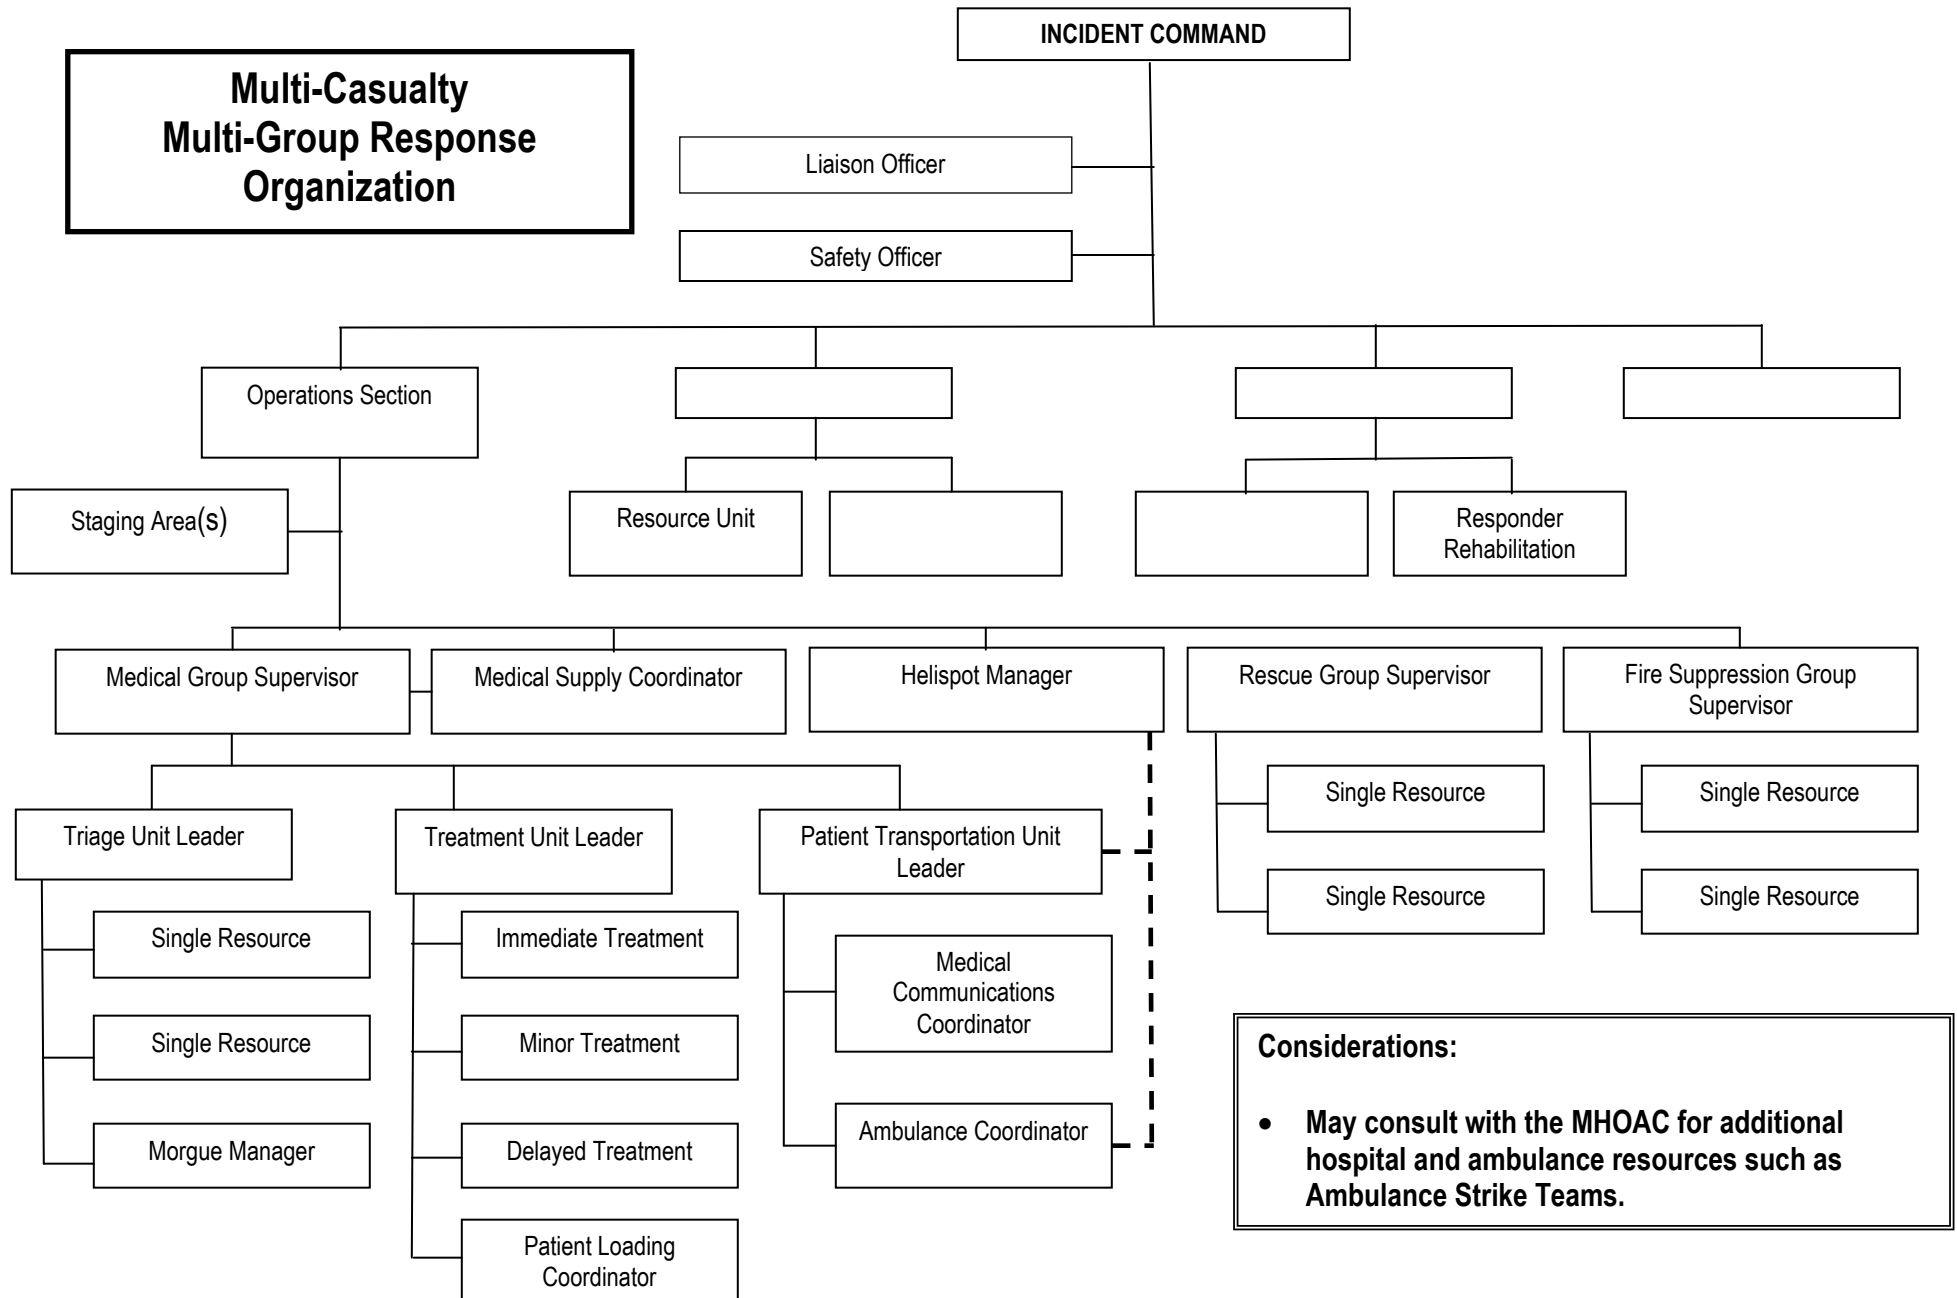 INCIDENT COMMAND
Multi-Casualty
Multi-Group Response
Organization
Liaison Officer
Safety Officer
Operations Section
Staging Area(s)
Resource Unit
Responder
Rehabilitation
Medical Group Supervisor
Medical Supply Coordinator
Helispot Manager
Rescue Group Supervisor
Fire Suppression Group
Supervisor
Triage Unit Leader
Single Resource
Single Resource
Morgue Manager
Treatment Unit Leader
Immediate Treatment
Minor Treatment
Delayed Treatment
Patient Loading
Coordinator
Patient Transportation Unit
Leader
Medical
Communications
Coordinator
Ambulance Coordinator
Single Resource
Single Resource
Single Resource
Single Resource
Considerations:
• May consult with the MHOAC for additional
hospital and ambulance resources such as
Ambulance Strike Teams.